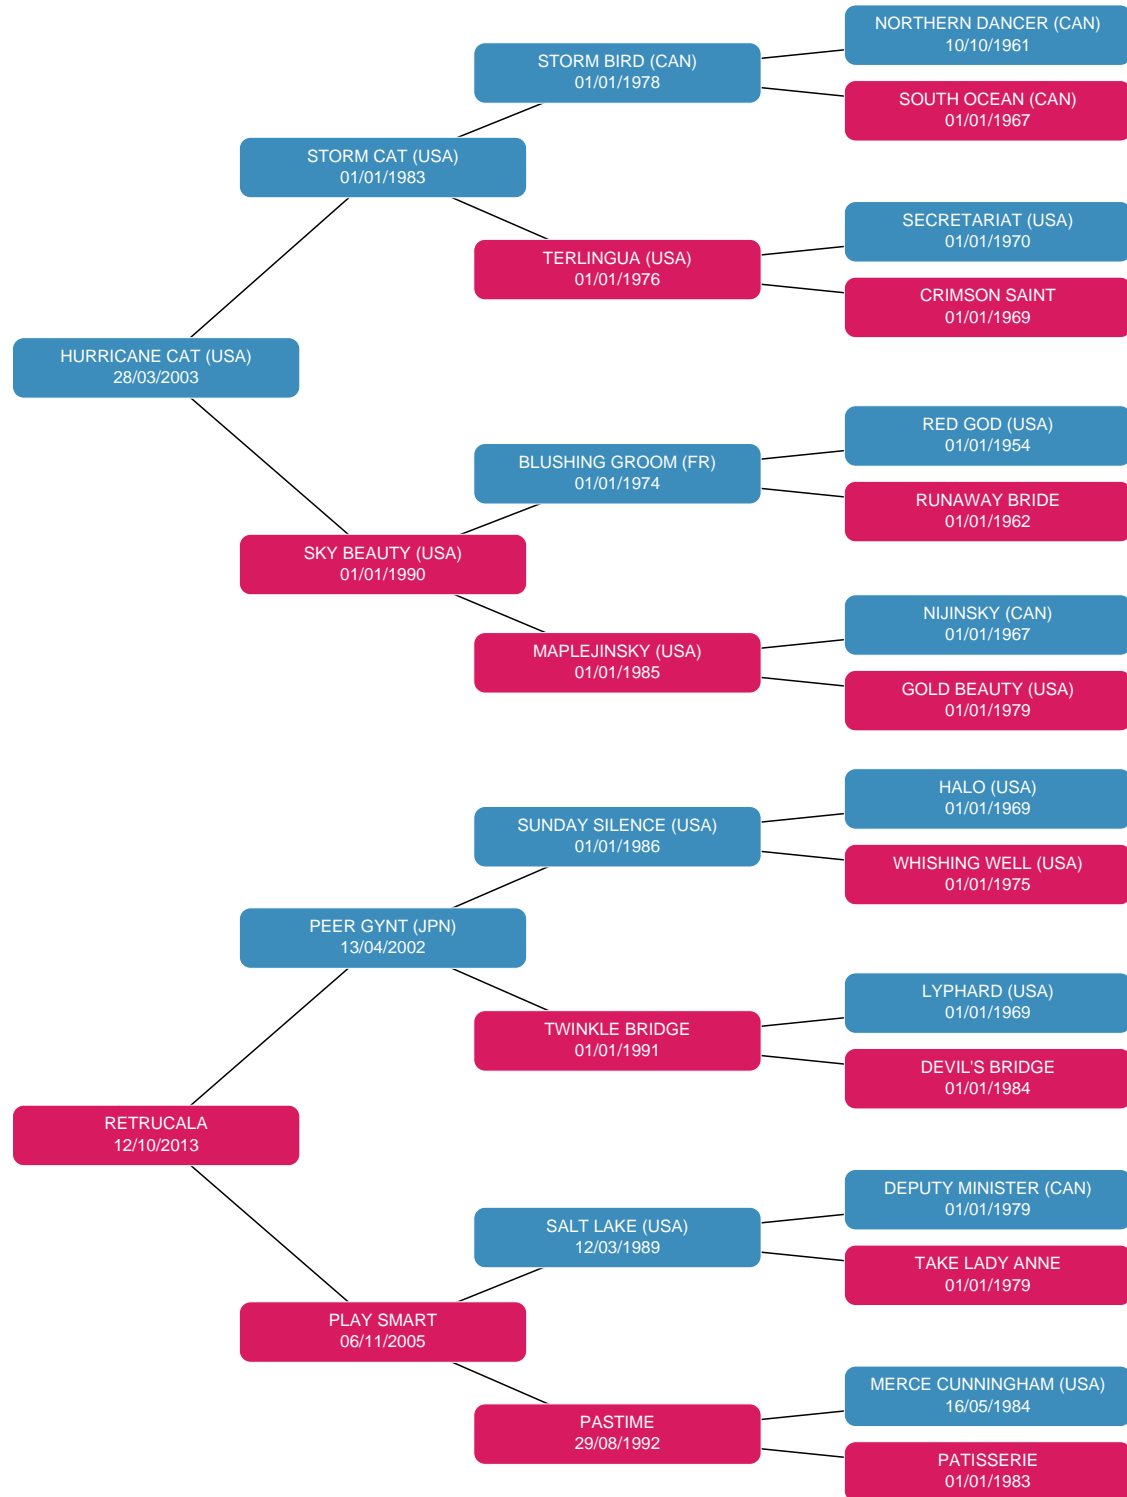 NORTHERN DANCER (CAN)
10/10/1961
STORM BIRD (CAN)
01/01/1978
SOUTH OCEAN (CAN)
01/01/1967
STORM CAT (USA)
01/01/1983
SECRETARIAT (USA)
01/01/1970
TERLINGUA (USA)
01/01/1976
CRIMSON SAINT
01/01/1969
HURRICANE CAT (USA)
28/03/2003
RED GOD (USA)
01/01/1954
BLUSHING GROOM (FR)
01/01/1974
RUNAWAY BRIDE
01/01/1962
SKY BEAUTY (USA)
01/01/1990
NIJINSKY (CAN)
01/01/1967
MAPLEJINSKY (USA)
01/01/1985
GOLD BEAUTY (USA)
01/01/1979
HALO (USA)
01/01/1969
SUNDAY SILENCE (USA)
01/01/1986
WHISHING WELL (USA)
01/01/1975
PEER GYNT (JPN)
13/04/2002
LYPHARD (USA)
01/01/1969
TWINKLE BRIDGE
01/01/1991
DEVIL'S BRIDGE
01/01/1984
RETRUCALA
12/10/2013
DEPUTY MINISTER (CAN)
01/01/1979
SALT LAKE (USA)
12/03/1989
TAKE LADY ANNE
01/01/1979
PLAY SMART
06/11/2005
MERCE CUNNINGHAM (USA)
16/05/1984
PASTIME
29/08/1992
PATISSERIE
01/01/1983